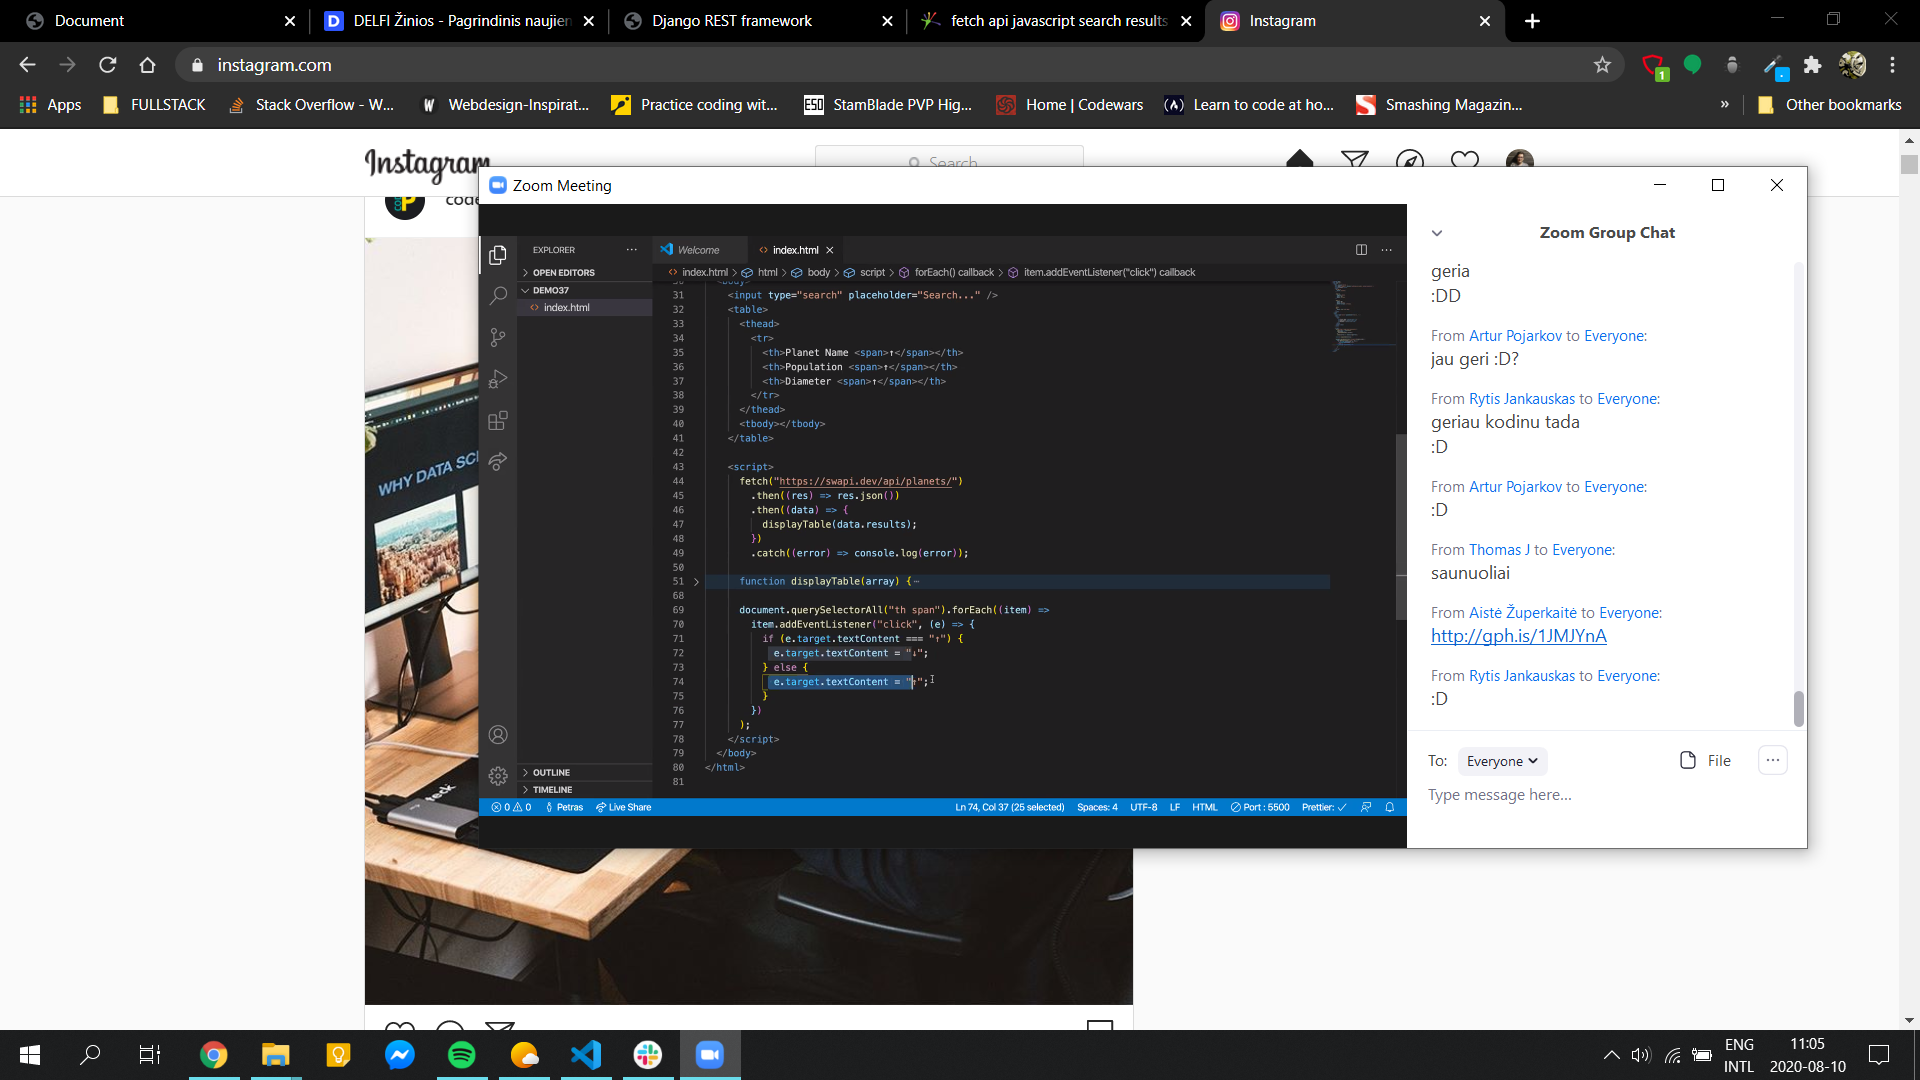 Document
DELFI Žinios - Pagrindinis naujien
Django REST framework
fetch api javascript search results
Instagram
instagram.com
1
Apps
FULLSTACK
Stack Overflow - W...
W
Webdesign-Inspirat...
Practice coding wit...
ESO
StamBlade PVP Hig...
Home | Codewars
Learn to code at ho...
Smashing Magazin...
»
Other bookmarks
Instagram
Search
code
WHY DATA SCI
Zoom Meeting
EXPLORER
OPEN EDITORS
DEMO37
index.html
OUTLINE
TIMELINE
Welcome
index.html
index.html > html > body > script > forEach() callback > item.addEventListener("click") callback
30 <body>
31 <input type="search" placeholder="Search..." />
32 <table>
33 <thead>
34 <tr>
35 <th>Planet Name <span>↑</span></th>
36 <th>Population <span>↑</span></th>
37 <th>Diameter <span>↑</span></th>
38 </tr>
39 </thead>
40 <tbody></tbody>
41 </table>
42
43 <script>
44 fetch("https://swapi.dev/api/planets/")
45 .then((res) => res.json())
46 .then((data) => {
47 displayTable(data.results);
48 })
49 .catch((error) => console.log(error));
50
51 function displayTable(array) {⋯
68
69 document.querySelectorAll("th span").forEach((item) =>
70 item.addEventListener("click", (e) => {
71 if (e.target.textContent === "↑") {
72 e.target.textContent = "↓";
73 } else {
74 e.target.textContent = "↑";
75 }
76 })
77 );
78 </script>
79 </body>
80 </html>
81
0 0 Petras Live Share
Ln 74, Col 37 (25 selected) Spaces: 4 UTF-8 LF HTML Port : 5500 Prettier: ✓
Zoom Group Chat
geria
:DD
From Artur Pojarkov to Everyone:
jau geri :D?
From Rytis Jankauskas to Everyone:
geriau kodinu tada
:D
From Artur Pojarkov to Everyone:
:D
From Thomas J to Everyone:
saunuoliai
From Aistė Župerkaitė to Everyone:
http://gph.is/1JMJYnA
From Rytis Jankauskas to Everyone:
:D
To: Everyone
File
Type message here...
ENG
INTL
11:05
2020-08-10